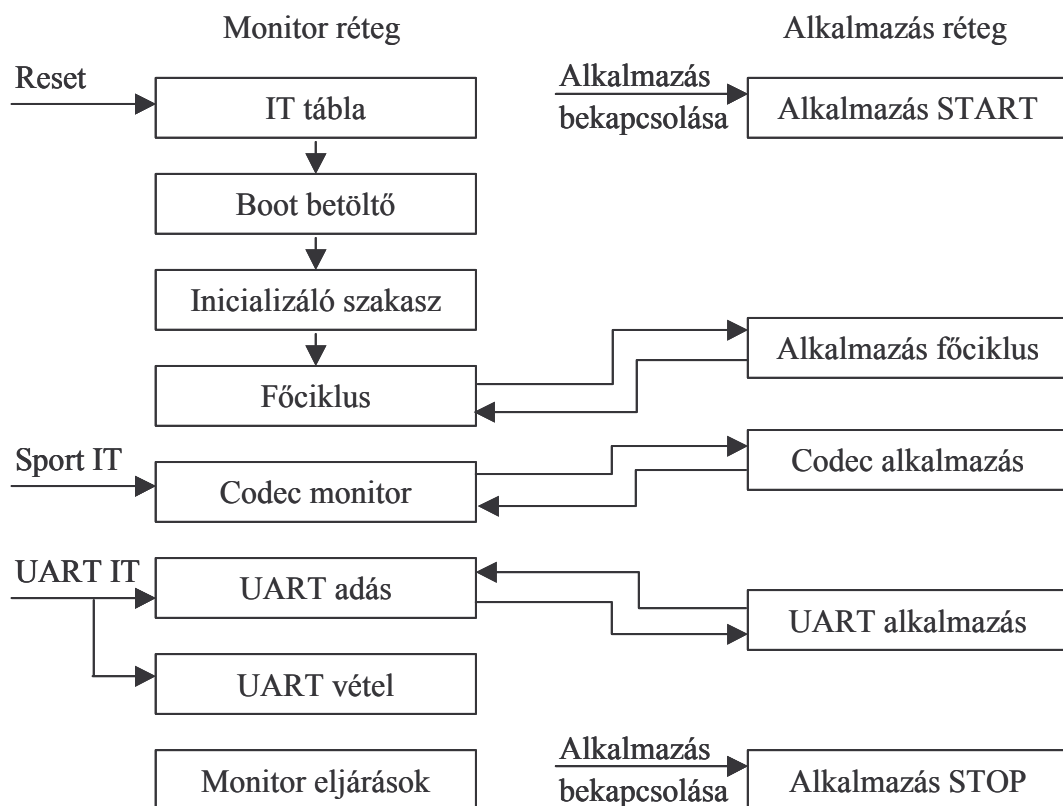 Monitor réteg
Alkalmazás réteg
Reset
IT tábla
Alkalmazás
bekapcsolása
Alkalmazás START
Boot betöltő
Inicializáló szakasz
Főciklus
Alkalmazás főciklus
Sport IT
Codec monitor
Codec alkalmazás
UART IT
UART adás
UART alkalmazás
UART vétel
Monitor eljárások
Alkalmazás
bekapcsolása
Alkalmazás STOP